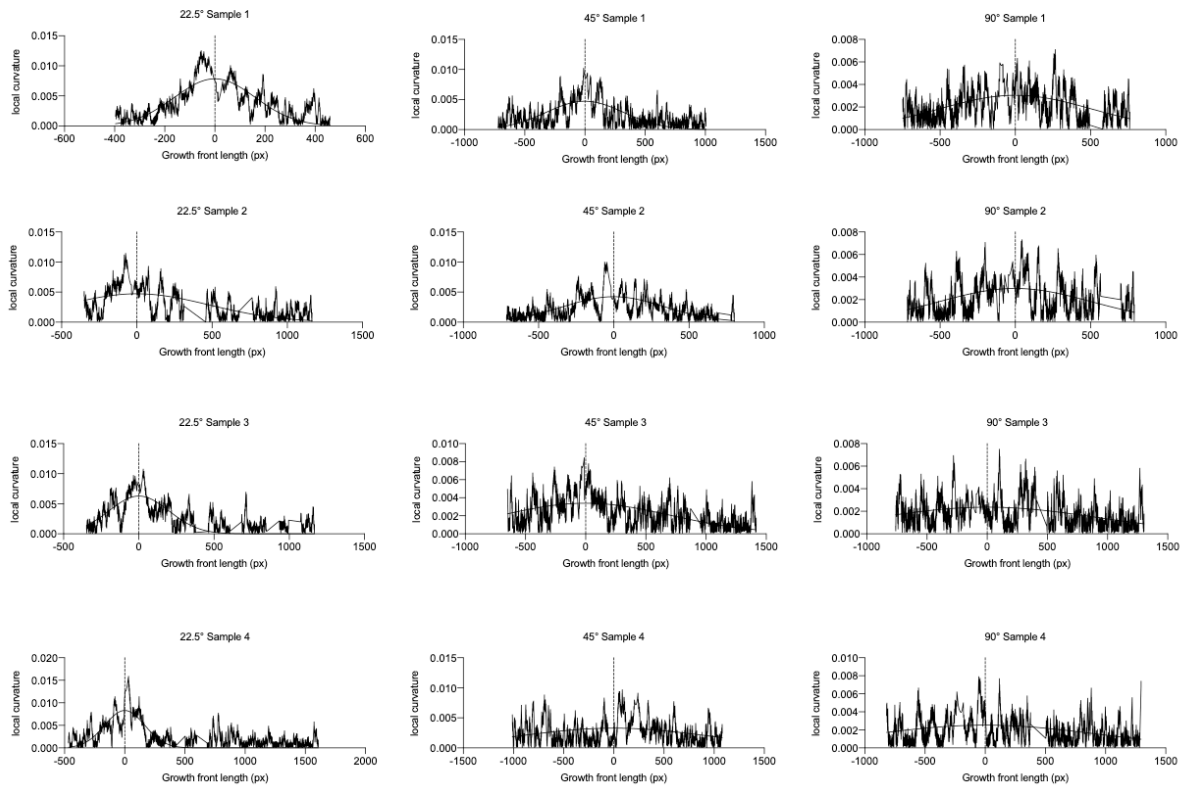 22.5° Sample 1
45° Sample 1
90° Sample 1
local curvature
0.015
0.010
0.005
0.000
-600 -400 -200 0 200 400 600
Growth front length (px)
local curvature
0.015
0.010
0.005
0.000
-1000 -500 0 500 1000 1500
Growth front length (px)
local curvature
0.008
0.006
0.004
0.002
0.000
-1000 -500 0 500 1000
Growth front length (px)
22.5° Sample 2
45° Sample 2
90° Sample 2
local curvature
0.015
0.010
0.005
0.000
-500 0 500 1000 1500
Growth front length (px)
local curvature
0.015
0.010
0.005
0.000
-1000 -500 0 500 1000
Growth front length (px)
local curvature
0.008
0.006
0.004
0.002
0.000
-1000 -500 0 500 1000
Growth front length (px)
22.5° Sample 3
45° Sample 3
90° Sample 3
local curvature
0.015
0.010
0.005
0.000
-500 0 500 1000 1500
Growth front length (px)
local curvature
0.010
0.008
0.006
0.004
0.002
0.000
-1000 -500 0 500 1000 1500
Growth front length (px)
local curvature
0.008
0.006
0.004
0.002
0.000
-1000 -500 0 500 1000 1500
Growth front length (px)
22.5° Sample 4
45° Sample 4
90° Sample 4
local curvature
0.020
0.015
0.010
0.005
0.000
-500 0 500 1000 1500 2000
Growth front length (px)
local curvature
0.015
0.010
0.005
0.000
-1500 -1000 -500 0 500 1000 1500
Growth front length (px)
local curvature
0.010
0.008
0.006
0.004
0.002
0.000
-1000 -500 0 500 1000 1500
Growth front length (px)